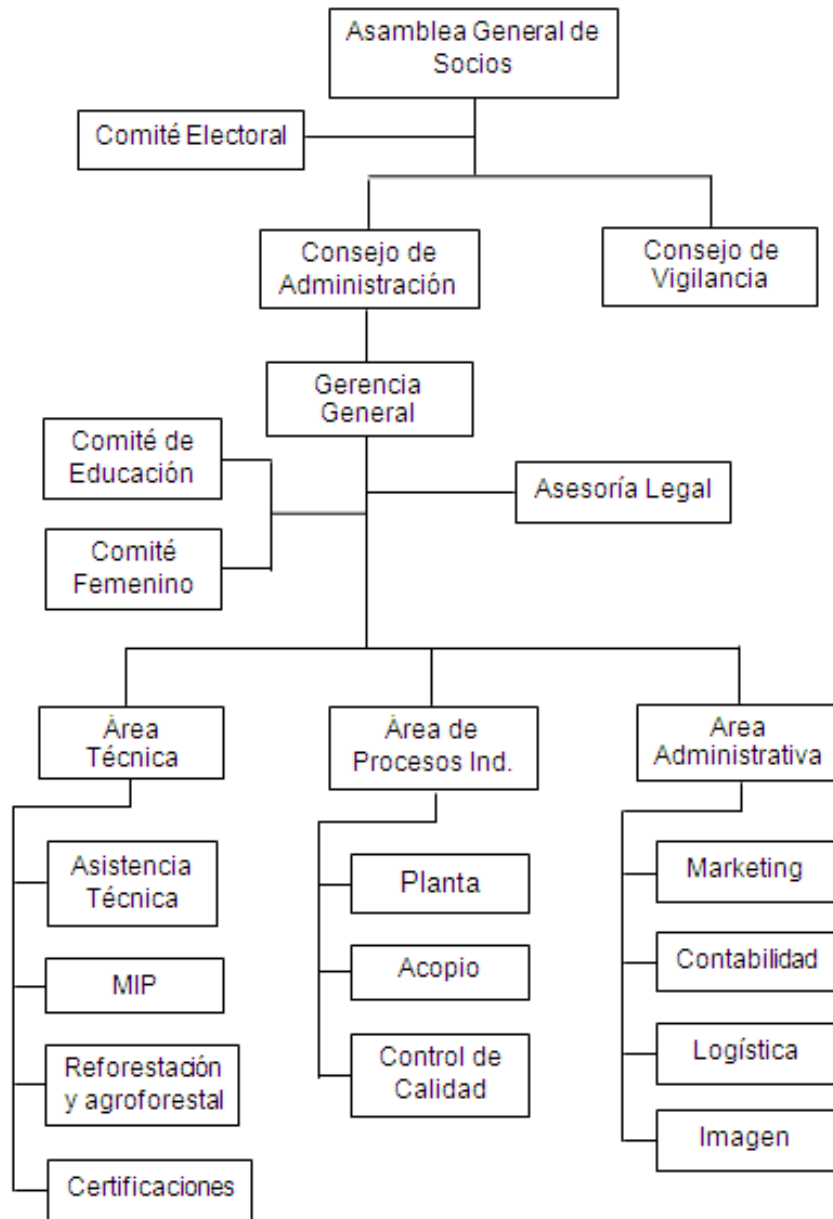 Asamblea General de
Socios
Comité Electoral
Consejo de
Administración
Consejo de
Vigilancia
Gerencia
General
Comité de
Educación
Asesoría Legal
Comité
Femenino
Área
Técnica
Área de
Procesos Ind.
Area
Administrativa
Asistencia
Técnica
MIP
Reforestación
y agroforestal
Certificaciones
Planta
Acopio
Control de
Calidad
Marketing
Contabilidad
Logística
Imagen